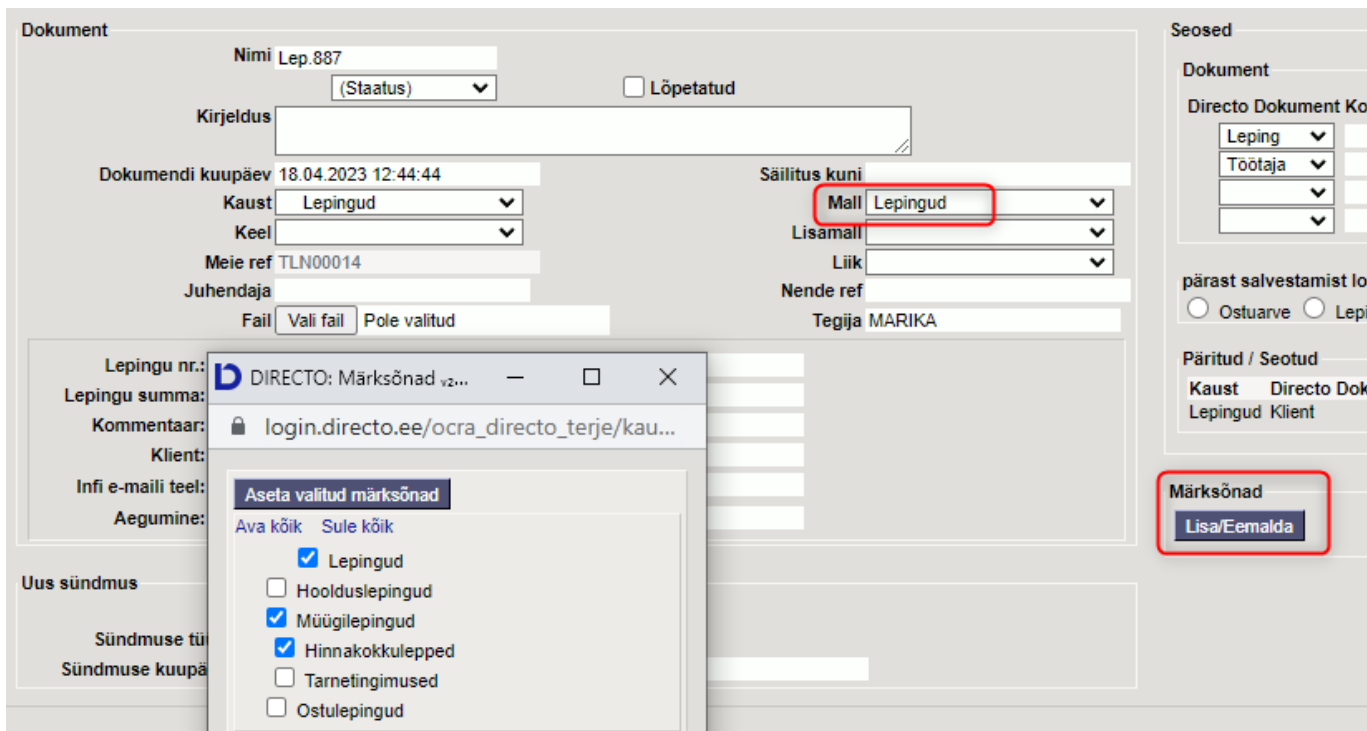 Dokument
Nimi Lep.887
(Staatus) Lõpetatud
Kirjeldus
Dokumendi kuupäev 18.04.2023 12:44:44 Säilitus kuni
Kaust Lepingud Mall Lepingud
Keel Lisamall
Meie ref TLN00014 Liik
Juhendaja Nende ref
Fail Vali fail Pole valitud Tegija MARIKA
Lepingu nr.:
Lepingu summa:
Kommentaar:
Klient:
Infi e-maili teel:
Aegumine:
Uus sündmus
Sündmuse tüü
Sündmuse kuupä
DIRECTO: Märksõnad v2...
login.directo.ee/ocra_directo_terje/kau...
Aseta valitud märksõnad
Ava kõik Sule kõik
Lepingud
Hoolduslepingud
Müügilepingud
Hinnakokkulepped
Tarnetingimused
Ostulepingud
Seosed
Dokument
Directo Dokument Ko
Leping
Töötaja
pärast salvestamist lo
Ostuarve Lepi
Päritud / Seotud
Kaust Directo Dok
Lepingud Klient
Märksõnad
Lisa/Eemalda